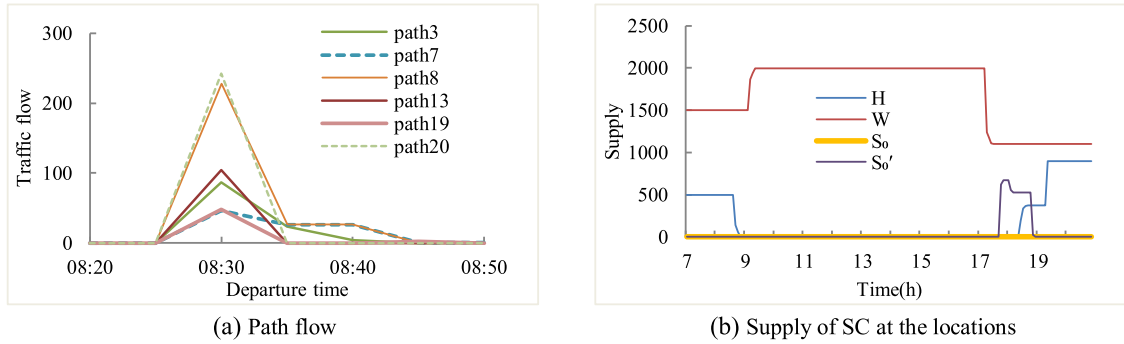 300
200
100
0
Traffic flow
path3
path7
path8
path13
path19
path20
08:20 08:30 08:40 08:50
Departure time
(a) Path flow
2500
2000
1500
1000
500
0
Supply
H
W
S₀
S₀′
7 9 11 13 15 17 19
Time(h)
(b) Supply of SC at the locations